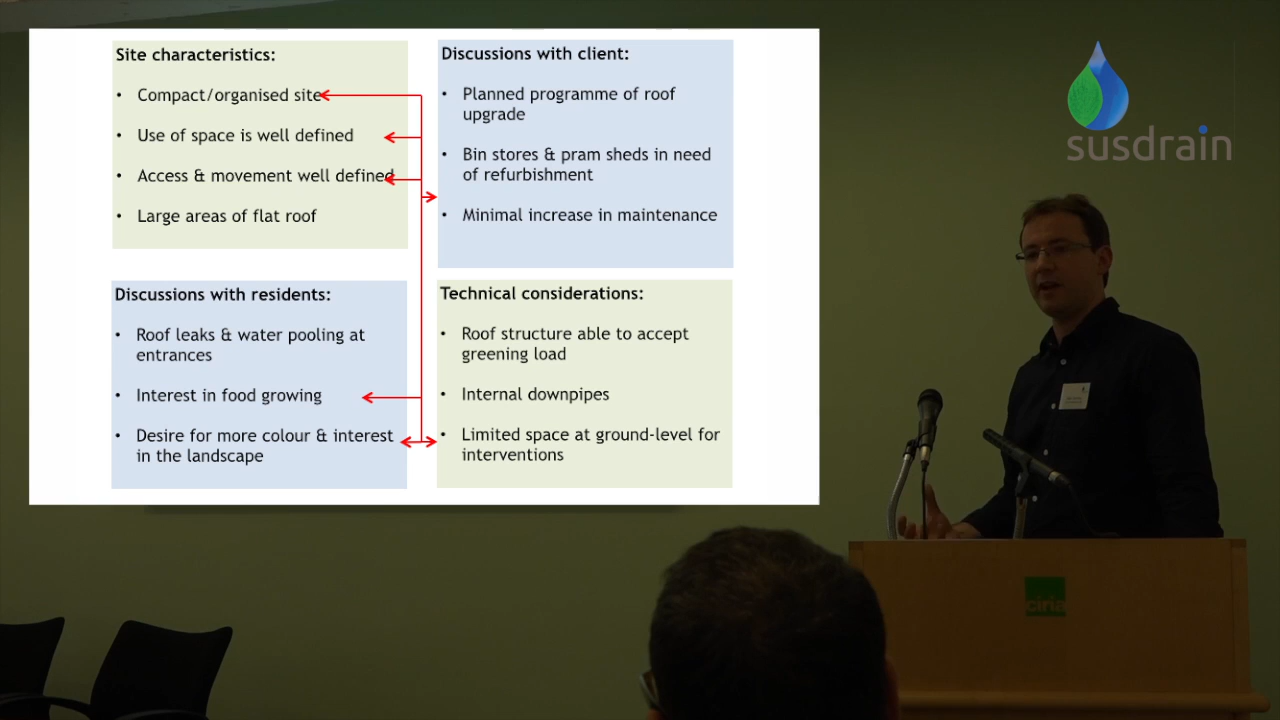 Site characteristics:
• Compact/organised site
• Use of space is well defined
• Access & movement well defined
• Large areas of flat roof
Discussions with client:
• Planned programme of roof
upgrade
• Bin stores & pram sheds in need
of refurbishment
• Minimal increase in maintenance
Discussions with residents:
• Roof leaks & water pooling at
entrances
• Interest in food growing
• Desire for more colour & interest
in the landscape
Technical considerations:
• Roof structure able to accept
greening load
• Internal downpipes
• Limited space at ground-level for
interventions
susdrain
ciria